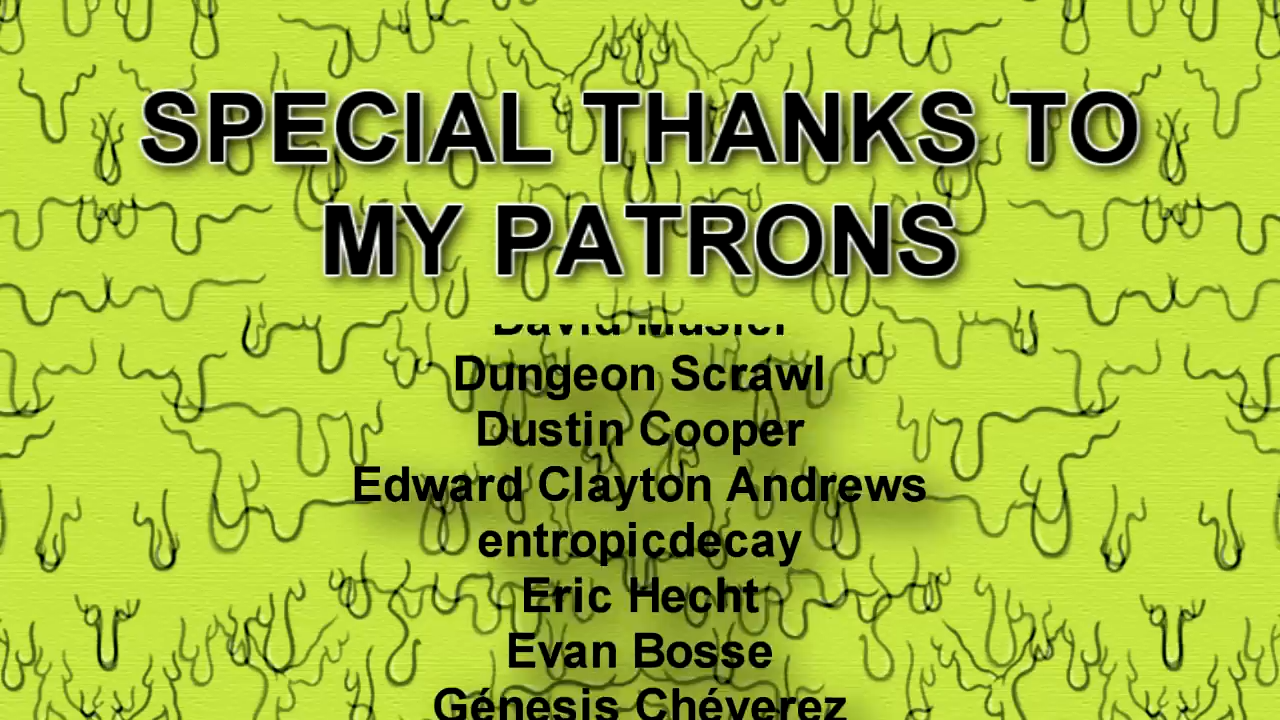 SPECIAL THANKS TO
MY PATRONS
David
Dungeon Scrawl
Dustin Cooper
Edward Clayton Andrews
entropicdecay
Eric Hecht
Evan Bosse
Génesis Chéverez